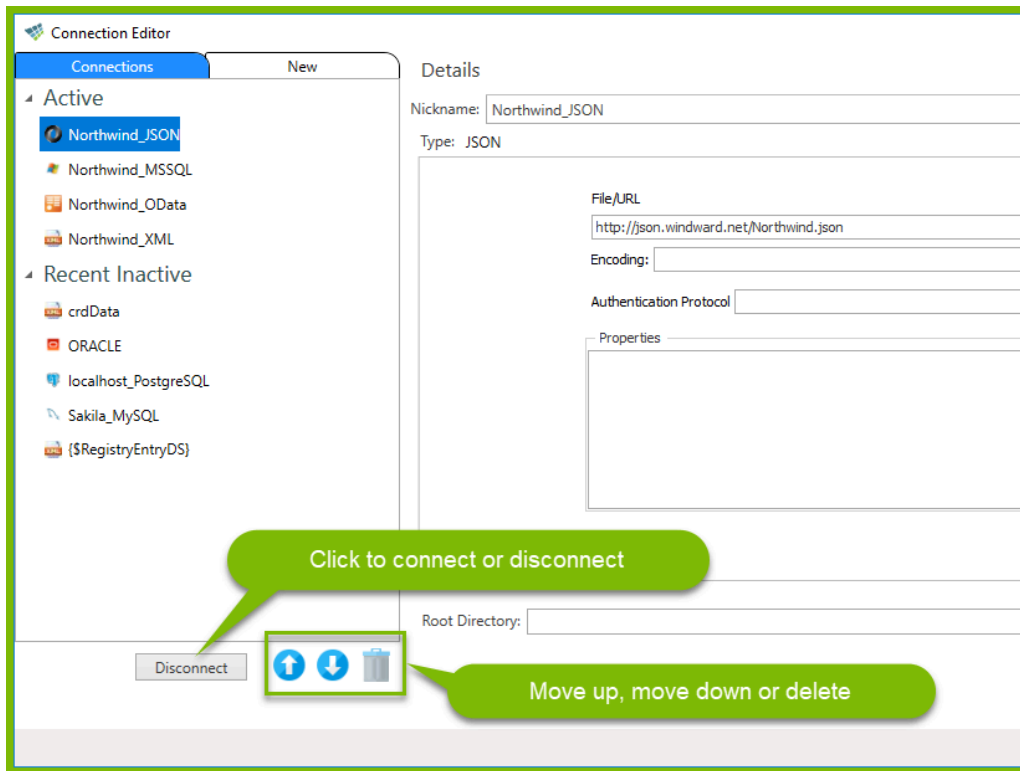 Connection Editor
Connections
New
Active
Northwind_JSON
Northwind_MSSQL
Northwind_OData
Northwind_XML
Recent Inactive
crdData
ORACLE
localhost_PostgreSQL
Sakila_MySQL
{$RegistryEntryDS}
Disconnect
Details
Nickname: Northwind_JSON
Type: JSON
File/URL
http://json.windward.net/Northwind.json
Encoding:
Authentication Protocol
Properties
Root Directory:
Click to connect or disconnect
Move up, move down or delete